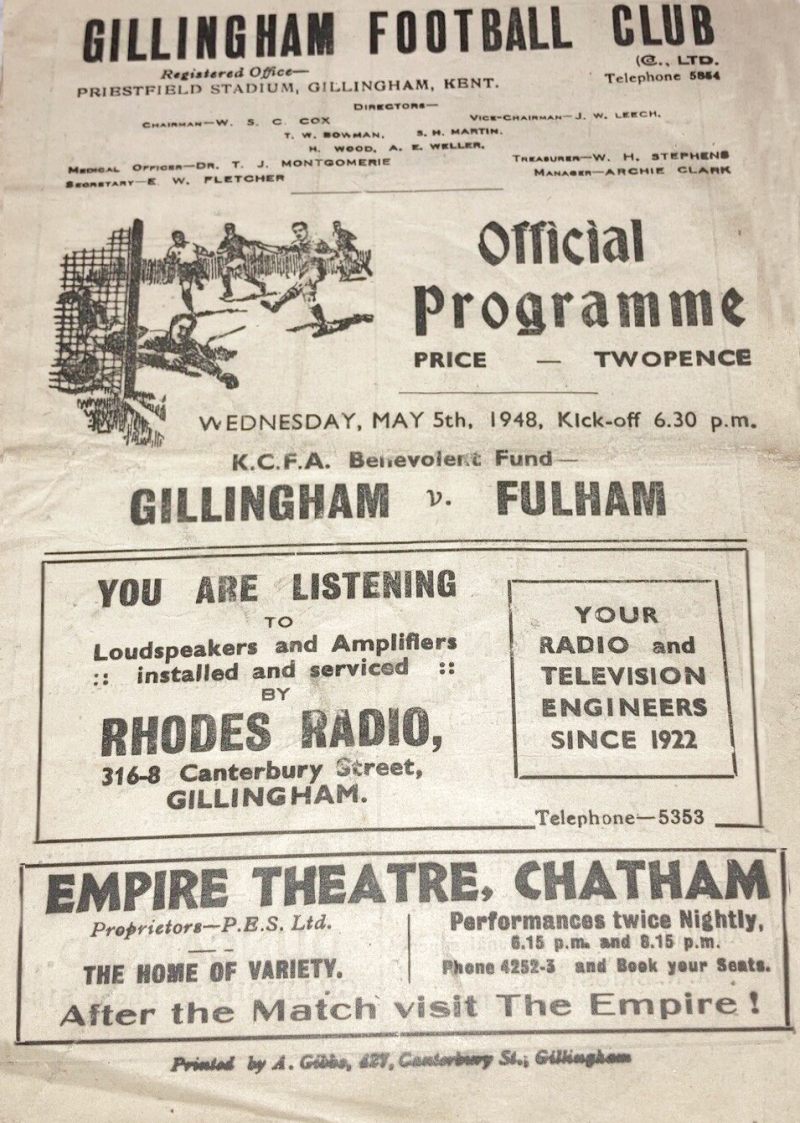 GILLINGHAM FOOTBALL CLUB
(G., LTD.
Registered Office—
Telephone 5864
PRIESTFIELD STADIUM, GILLINGHAM, KENT.
DIRECTORS—
CHAIRMAN—W. S. C. COX
VICE-CHAIRMAN—J. W. LEECH.
T. W. BOWMAN, S. H. MARTIN.
H. WOOD, A. E. WELLER.
MEDICAL OFFICER—DR. T. J. MONTGOMERIE
TREASURER—W. H. STEPHENS
SECRETARY—E. W. FLETCHER
MANAGER—ARCHIE CLARK
Official
Programme
PRICE — TWOPENCE
WEDNESDAY, MAY 5th, 1948, Kick-off 6.30 p.m.
K.C.F.A. Benevolent Fund—
GILLINGHAM v. FULHAM
YOU ARE LISTENING
TO
Loudspeakers and Amplifiers
:: installed and serviced ::
BY
RHODES RADIO,
316-8 Canterbury Street,
GILLINGHAM.
YOUR
RADIO and
TELEVISION
ENGINEERS
SINCE 1922
Telephone—5353
EMPIRE THEATRE, CHATHAM
Proprietors—P.E.S. Ltd.
THE HOME OF VARIETY.
Performances twice Nightly,
6.15 p.m. and 8.15 p.m.
Phone 4252-3 and Book your Seats.
After the Match visit The Empire !
Printed by A. Gibbs, 427, Canterbury St., Gillingham